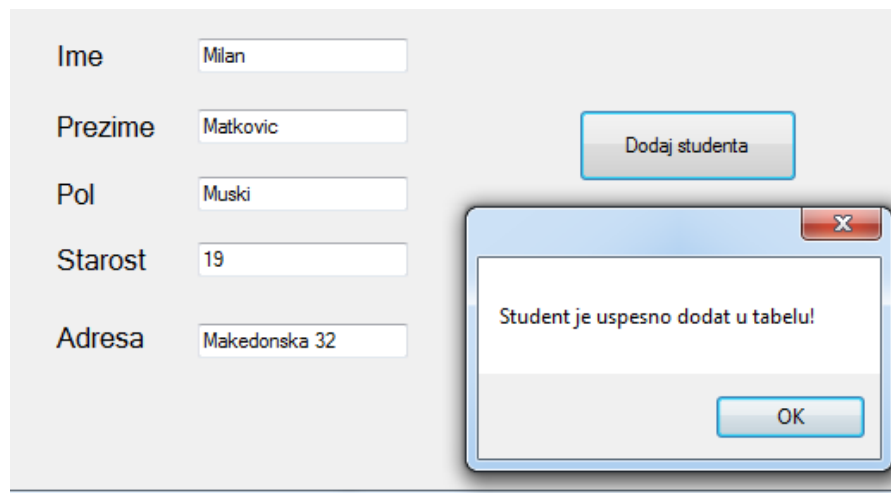 Ime Milan
Prezime Matkovic
Dodaj studenta
Pol Muski
Starost 19
Student je uspesno dodat u tabelu!
Adresa Makedonska 32
OK